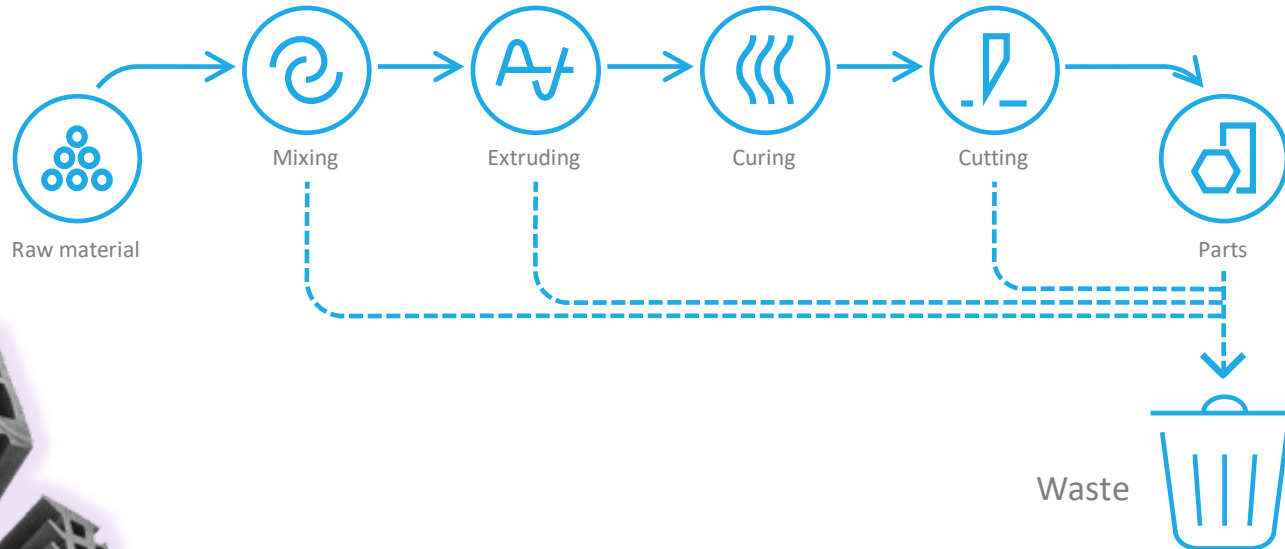 Mixing
Extruding
Curing
Cutting
Raw material
Parts
Waste